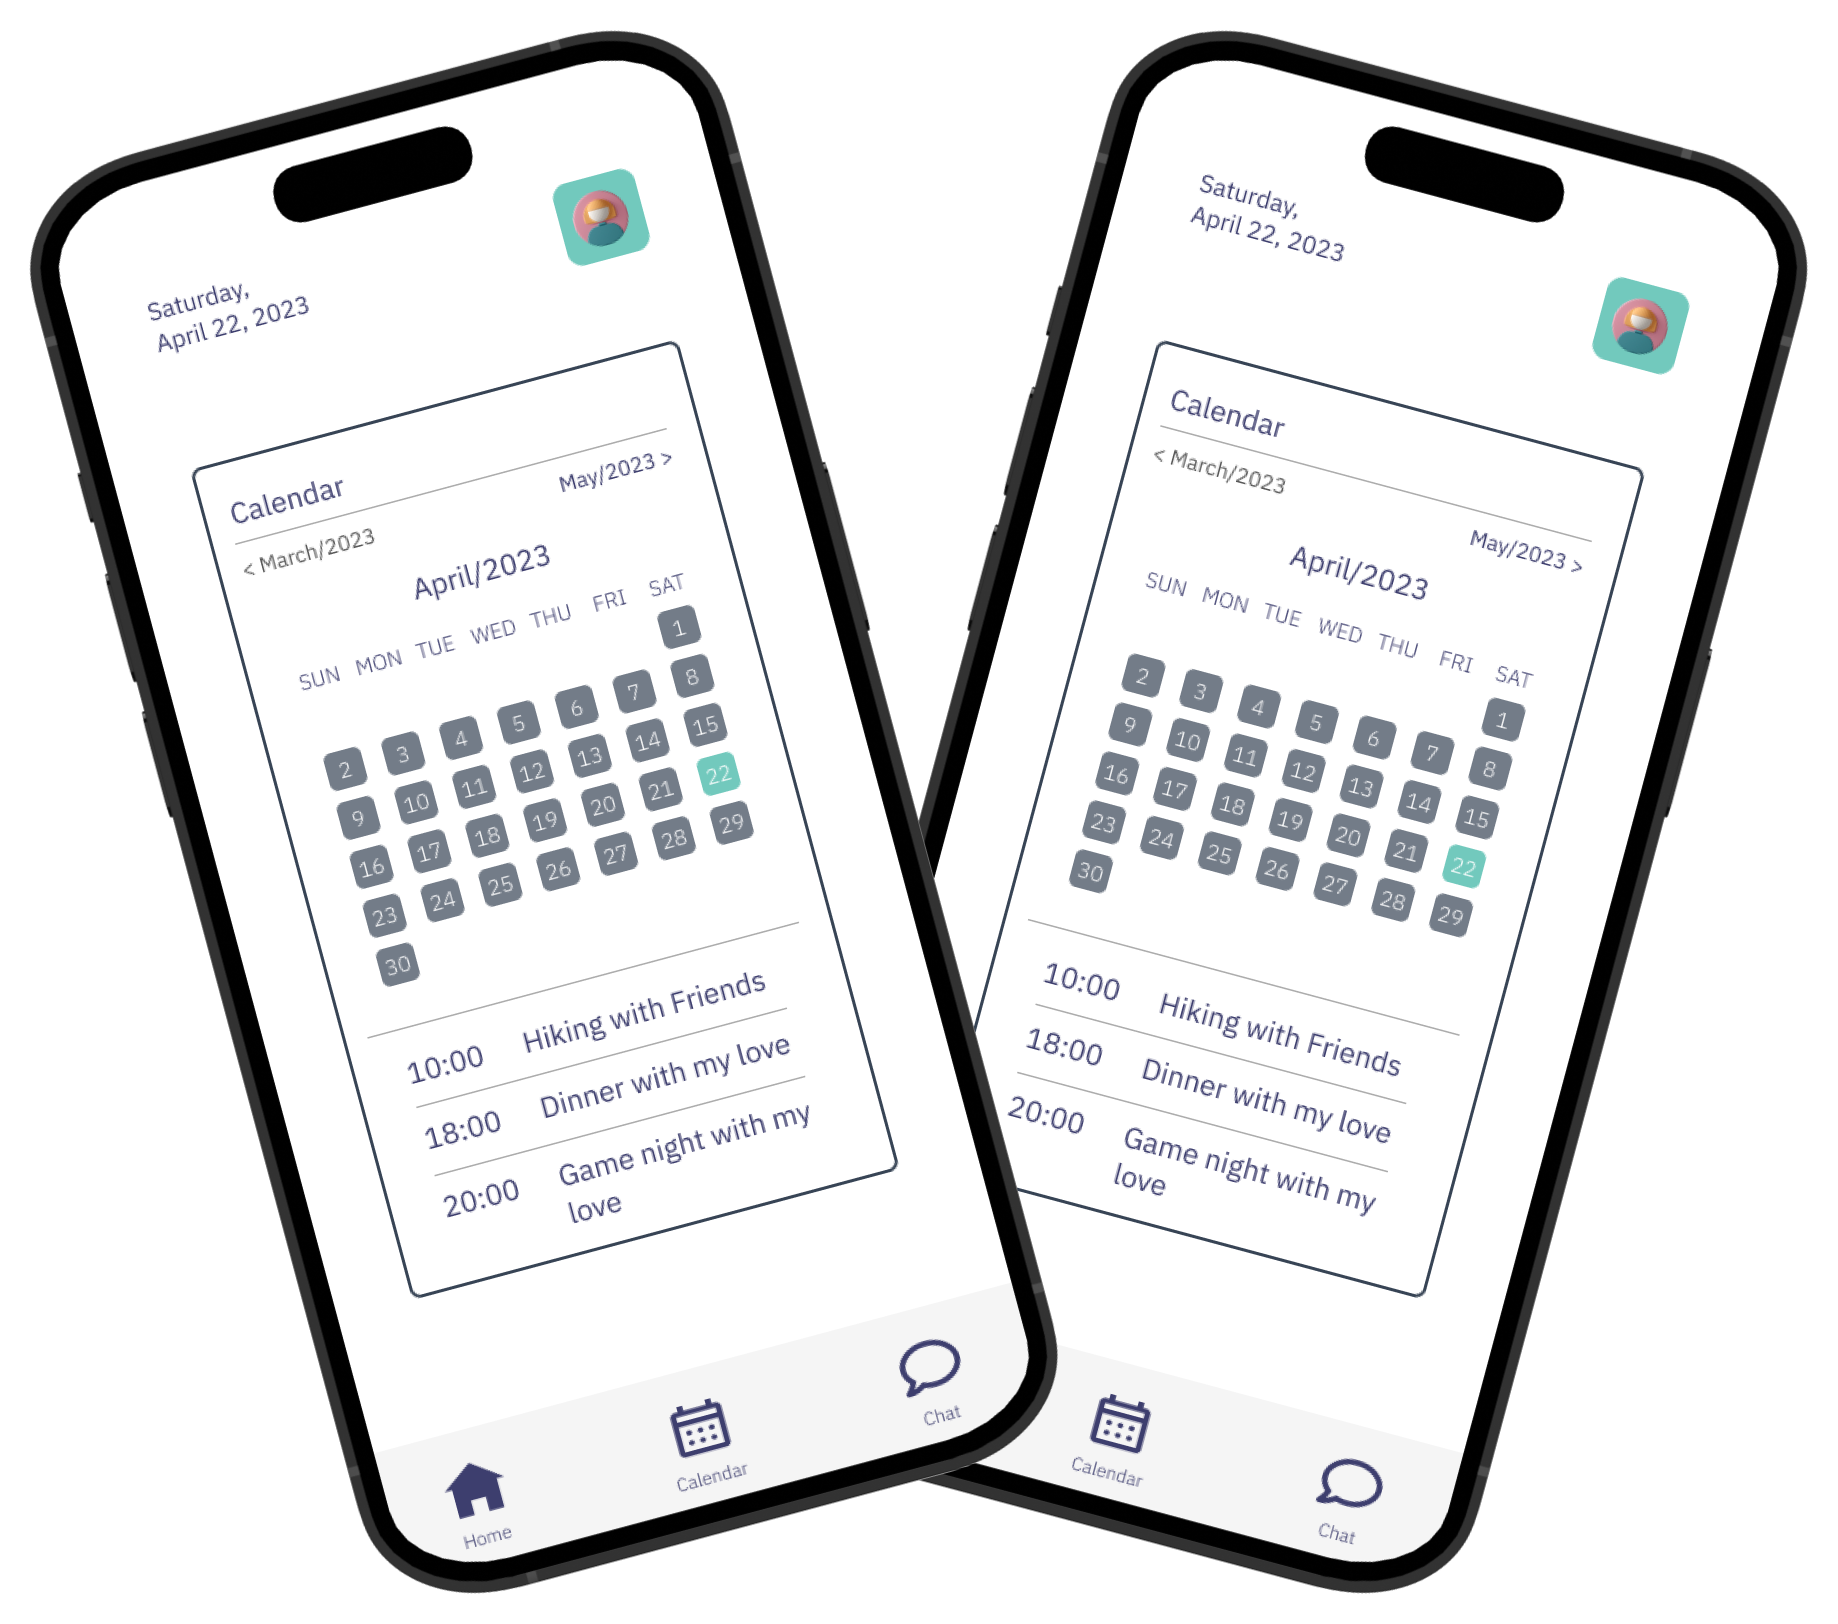 Saturday,
April 22, 2023
Calendar
< March/2023
May/2023 >
April/2023
SUN MON TUE WED THU FRI SAT
1
2 3 4 5 6 7 8
9 10 11 12 13 14 15
16 17 18 19 20 21 22
23 24 25 26 27 28 29
30
10:00 Hiking with Friends
18:00 Dinner with my love
20:00 Game night with my
love
Home Calendar Chat
Saturday,
April 22, 2023
Calendar
< March/2023
May/2023 >
April/2023
SUN MON TUE WED THU FRI SAT
1
2 3 4 5 6 7 8
9 10 11 12 13 14 15
16 17 18 19 20 21 22
23 24 25 26 27 28 29
30
10:00 Hiking with Friends
18:00 Dinner with my love
20:00 Game night with my
love
Calendar Chat